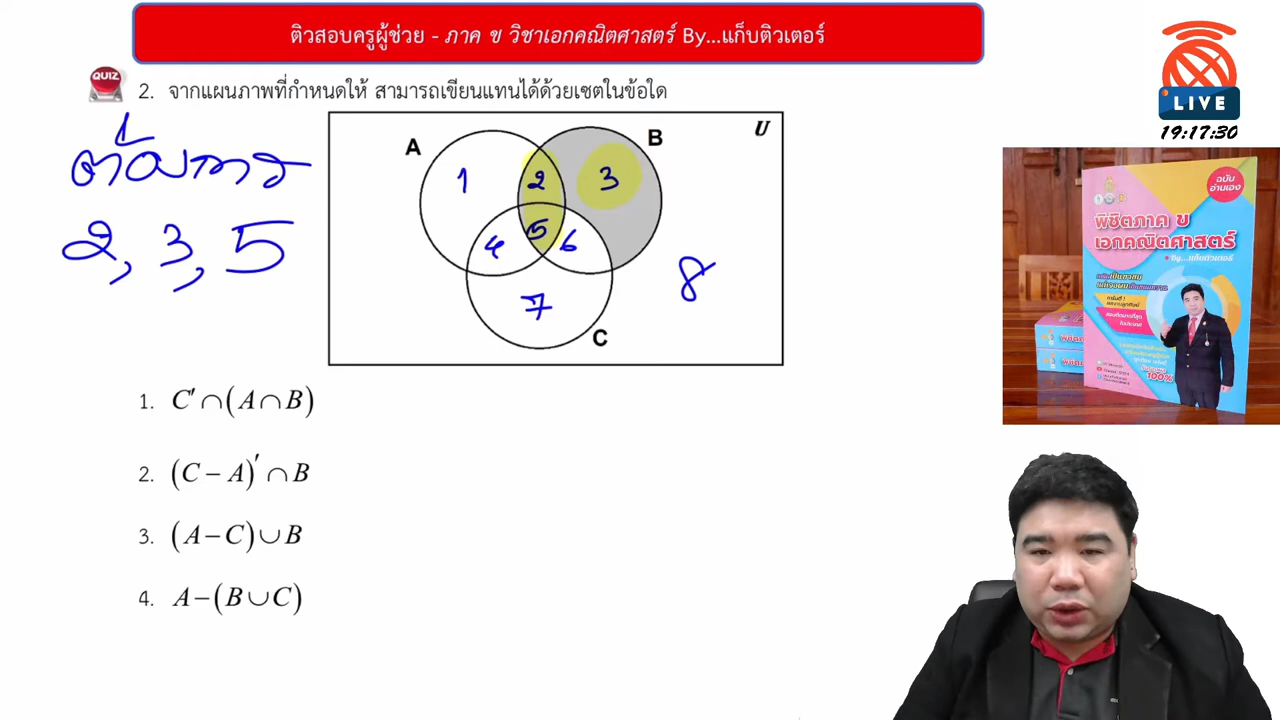 ติวสอบครูผู้ช่วย - ภาค ข วิชาเอกคณิตศาสตร์ By...แก็บติวเตอร์
LIVE
19:17:30
QUIZ
2. จากแผนภาพที่กำหนดให้ สามารถเขียนแทนได้ด้วยเซตในข้อใด
ต้องการ
2, 3, 5
U
A
B
1
2
3
4
5
6
7
8
C
1. C′∩(A∩B)
2. (C−A)′∩B
3. (A−C)∪B
4. A−(B∪C)
ฉบับ
อ่านเอง
พิชิตภาค ข
เอกคณิตศาสตร์
By...แก็บติวเตอร์
100%